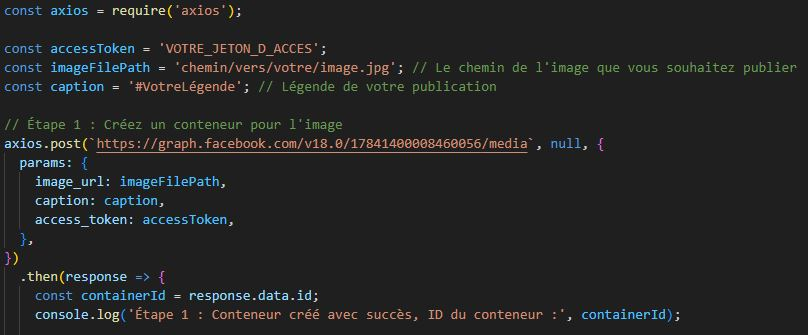 const axios = require('axios');
const accessToken = 'VOTRE_JETON_D_ACCES';
const imageFilePath = 'chemin/vers/votre/image.jpg'; // Le chemin de l'image que vous souhaitez publier
const caption = '#VotreLégende'; // Légende de votre publication
// Étape 1 : Créez un conteneur pour l'image
axios.post(`https://graph.facebook.com/v18.0/17841400008460056/media`, null, {
params: {
image_url: imageFilePath,
caption: caption,
access_token: accessToken,
},
})
.then(response => {
const containerId = response.data.id;
console.log('Étape 1 : Conteneur créé avec succès, ID du conteneur :', containerId);